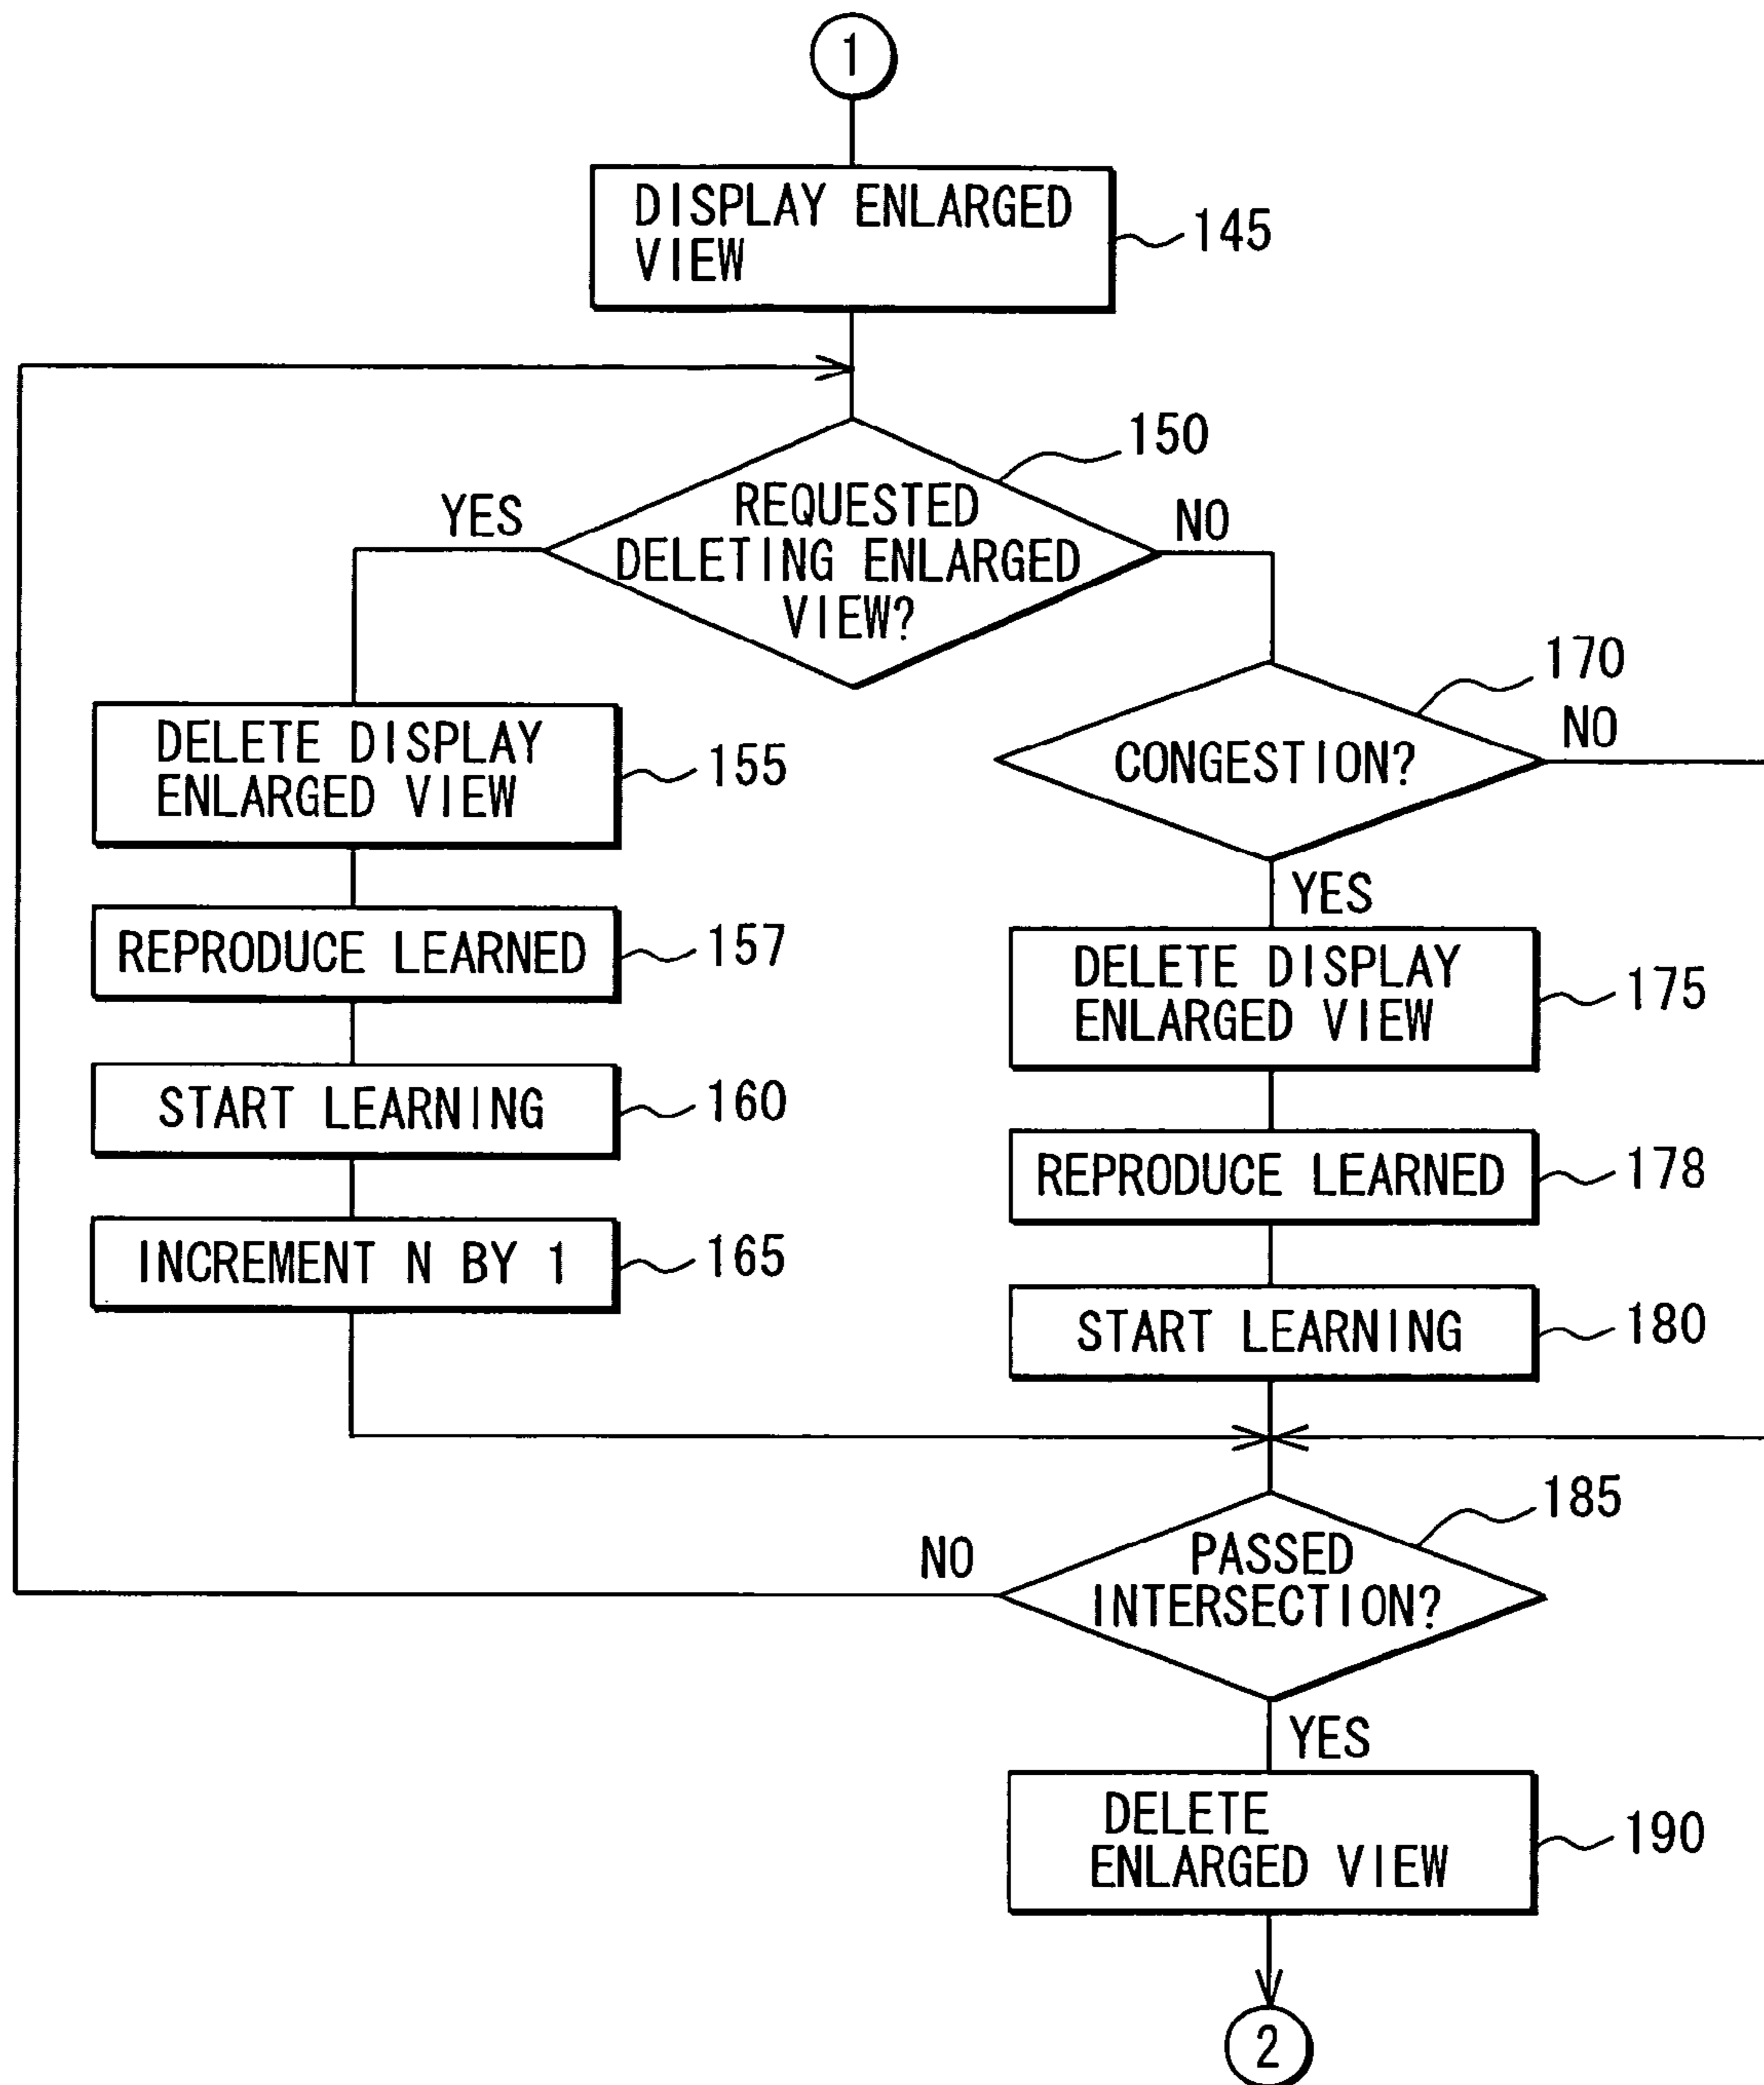 1
DISPLAY ENLARGED
VIEW
145
150
YES
REQUESTED
DELETING ENLARGED
VIEW?
NO
170
NO
DELETE DISPLAY
ENLARGED VIEW
155
CONGESTION?
YES
REPRODUCE LEARNED
157
DELETE DISPLAY
ENLARGED VIEW
175
START LEARNING
160
REPRODUCE LEARNED
178
INCREMENT N BY 1
165
START LEARNING
180
185
NO
PASSED
INTERSECTION?
YES
DELETE
ENLARGED VIEW
190
2